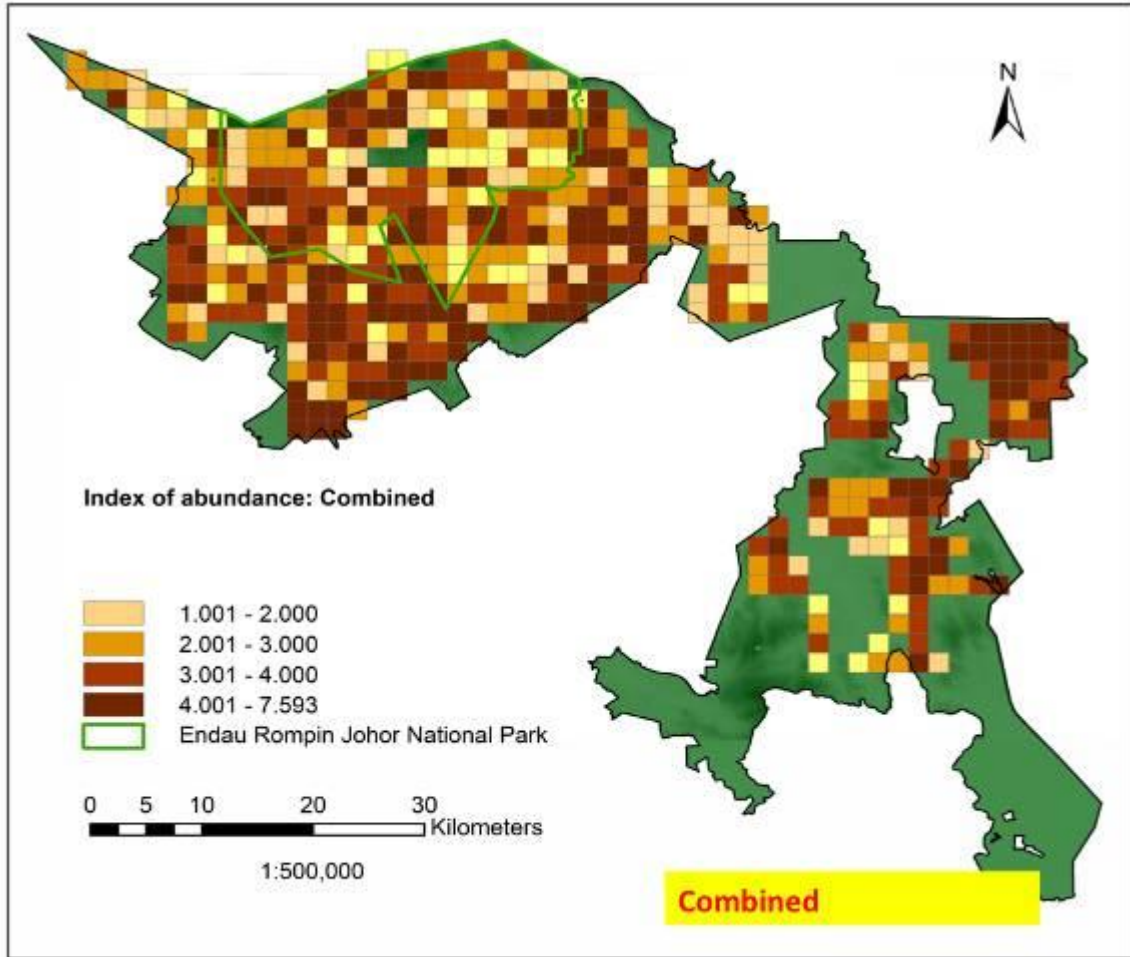 N
Index of abundance: Combined
1.001 - 2.000
2.001 - 3.000
3.001 - 4.000
4.001 - 7.593
Endau Rompin Johor National Park
0 5 10 20 30
Kilometers
1:500,000
Combined